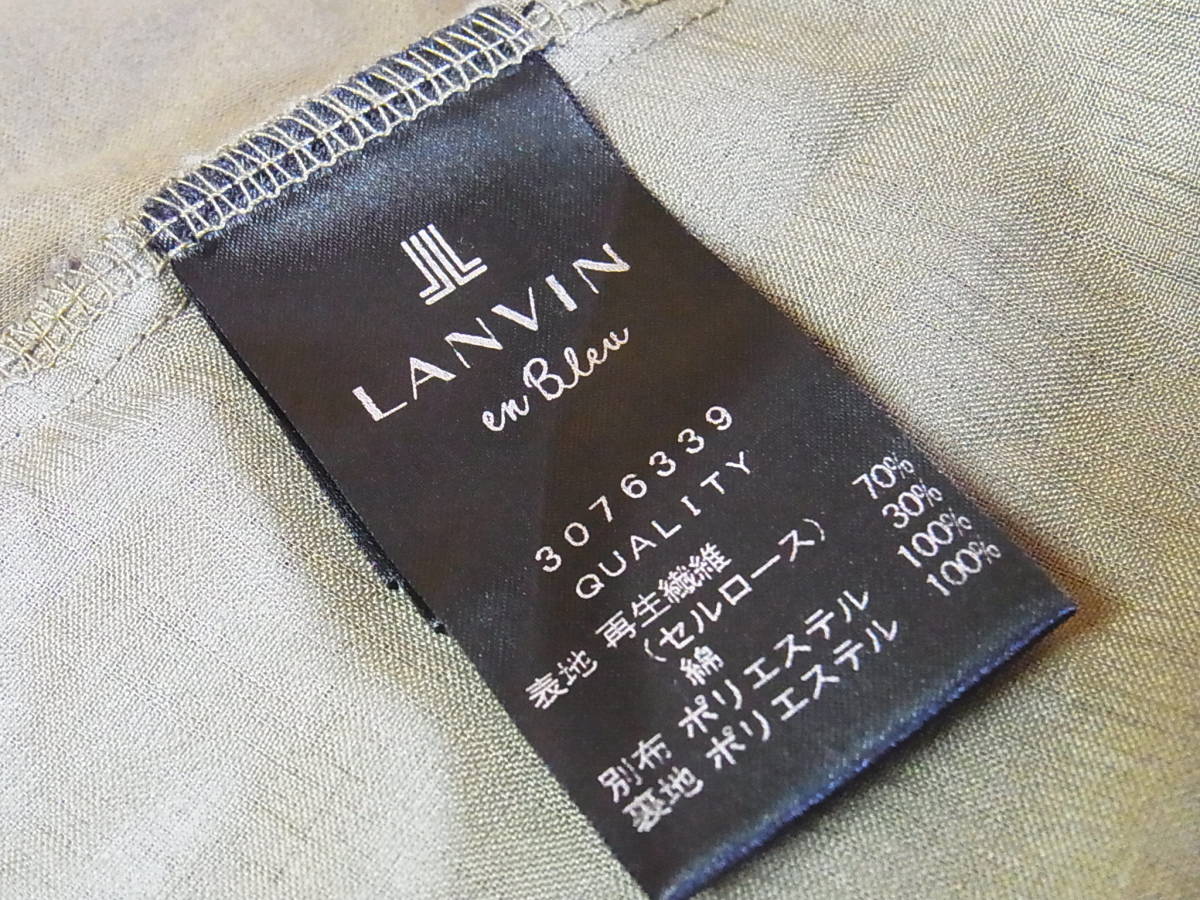 LANVIN
en Bleu
3076339
QUALITY
表地 再生繊維
(セルロース) 70%
綿 30%
別布 ポリエステル 100%
裏地 ポリエステル 100%